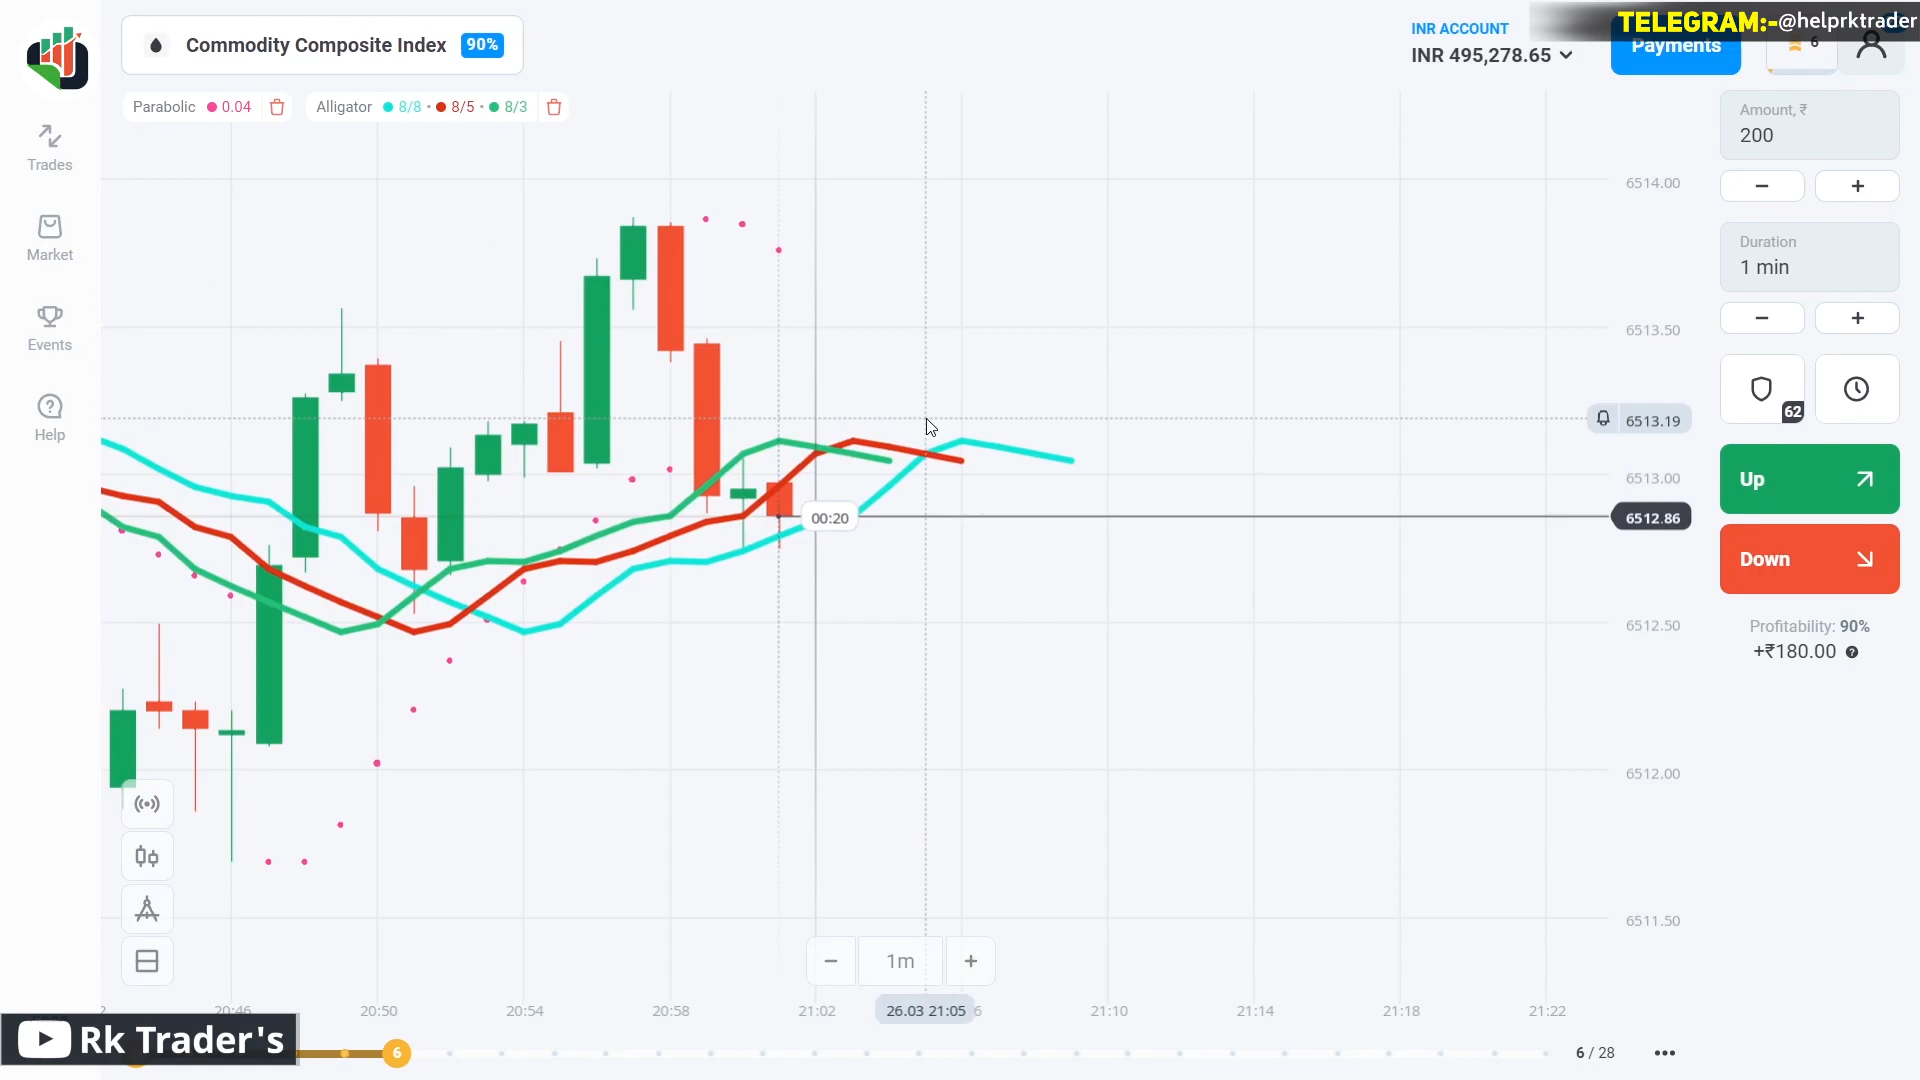 TELEGRAM:-@helprktrader
Commodity Composite Index 90%
INR ACCOUNT
INR 495,278.65
Payments
6
Parabolic 0.04
Alligator 8/8 • 8/5 • 8/3
Trades
Market
Events
Help
Amount, ₹
200
Duration
1 min
62
Up
Down
Profitability: 90%
+₹180.00
6514.00
6513.50
6513.19
6513.00
6512.86
6512.50
6512.00
6511.50
00:20
1m
20:46
20:50
20:54
20:58
21:02
26.03 21:05
6
21:10
21:14
21:18
21:22
Rk Trader's
6
6 / 28